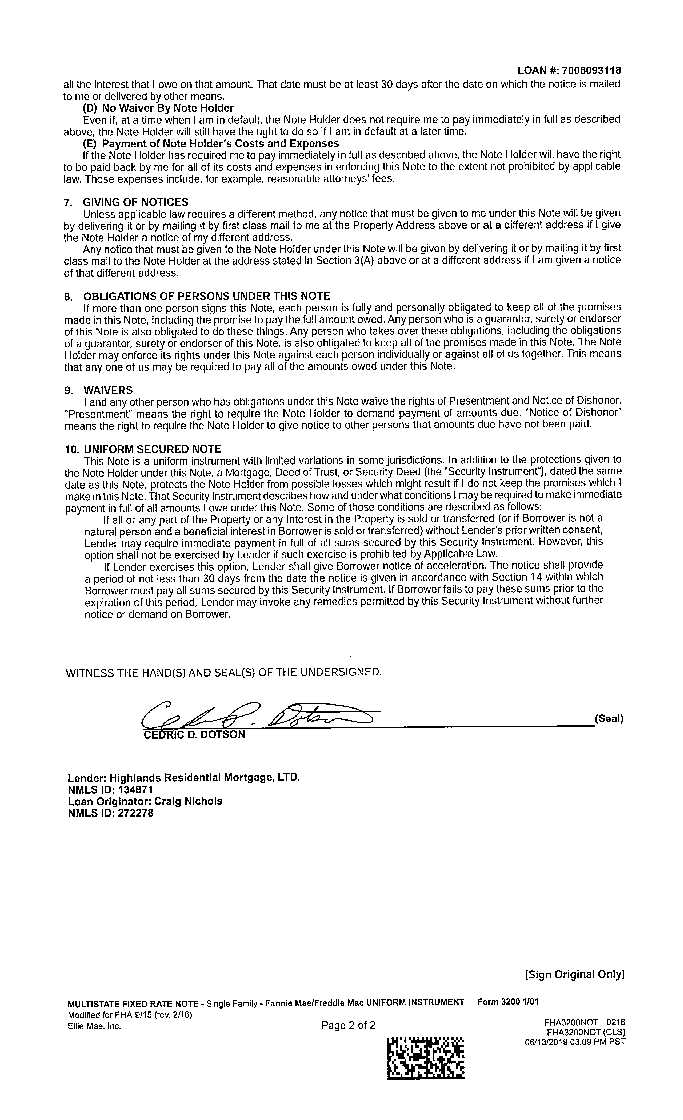 LOAN #: 7008093118
all the interest that I owe on that amount. That date must be at least 30 days after the date on which the notice is mailed
to me or delivered by other means.
(D) No Waiver By Note Holder
Even if, at a time when I am in default, the Note Holder does not require me to pay immediately in full as described
above, the Note Holder will still have the right to do so if I am in default at a later time.
(E) Payment of Note Holder's Costs and Expenses
If the Note Holder has required me to pay immediately in full as described above, the Note Holder will have the right
to be paid back by me for all of its costs and expenses in enforcing this Note to the extent not prohibited by applicable
law. Those expenses include, for example, reasonable attorneys' fees.
7. GIVING OF NOTICES
Unless applicable law requires a different method, any notice that must be given to me under this Note will be given
by delivering it or by mailing it by first class mail to me at the Property Address above or at a different address if I give
the Note Holder a notice of my different address.
Any notice that must be given to the Note Holder under this Note will be given by delivering it or by mailing it by first
class mail to the Note Holder at the address stated in Section 3(A) above or at a different address if I am given a notice
of that different address.
8. OBLIGATIONS OF PERSONS UNDER THIS NOTE
If more than one person signs this Note, each person is fully and personally obligated to keep all of the promises
made in this Note, including the promise to pay the full amount owed. Any person who is a guarantor, surety or endorser
of this Note is also obligated to do these things. Any person who takes over these obligations, including the obligations
of a guarantor, surety or endorser of this Note, is also obligated to keep all of the promises made in this Note. The Note
Holder may enforce its rights under this Note against each person individually or against all of us together. This means
that any one of us may be required to pay all of the amounts owed under this Note.
9. WAIVERS
I and any other person who has obligations under this Note waive the rights of Presentment and Notice of Dishonor.
"Presentment" means the right to require the Note Holder to demand payment of amounts due. "Notice of Dishonor"
means the right to require the Note Holder to give notice to other persons that amounts due have not been paid.
10. UNIFORM SECURED NOTE
This Note is a uniform instrument with limited variations in some jurisdictions. In addition to the protections given to
the Note Holder under this Note, a Mortgage, Deed of Trust, or Security Deed (the "Security Instrument"), dated the same
date as this Note, protects the Note Holder from possible losses which might result if I do not keep the promises which I
make in this Note. That Security Instrument describes how and under what conditions I may be required to make immediate
payment in full of all amounts I owe under this Note. Some of those conditions are described as follows:
If all or any part of the Property or any Interest in the Property is sold or transferred (or if Borrower is not a
natural person and a beneficial interest in Borrower is sold or transferred) without Lender's prior written consent,
Lender may require immediate payment in full of all sums secured by this Security Instrument. However, this
option shall not be exercised by Lender if such exercise is prohibited by Applicable Law.
If Lender exercises this option, Lender shall give Borrower notice of acceleration. The notice shall provide
a period of not less than 30 days from the date the notice is given in accordance with Section 14 within which
Borrower must pay all sums secured by this Security Instrument. If Borrower fails to pay these sums prior to the
expiration of this period, Lender may invoke any remedies permitted by this Security Instrument without further
notice or demand on Borrower.
WITNESS THE HAND(S) AND SEAL(S) OF THE UNDERSIGNED.
(Seal)
CEDRIC D. DOTSON
Lender: Highlands Residential Mortgage, LTD.
NMLS ID: 134871
Loan Originator: Craig Nichols
NMLS ID: 272278
[Sign Original Only]
MULTISTATE FIXED RATE NOTE - Single Family - Fannie Mae/Freddie Mac UNIFORM INSTRUMENT Form 3200 1/01
Modified for FHA 9/15 (rev. 2/16)
Ellie Mae, Inc. Page 2 of 2 FHA3200NOT 0216
FHA3200NOT (CLS)
06/10/2019 03:09 PM PST